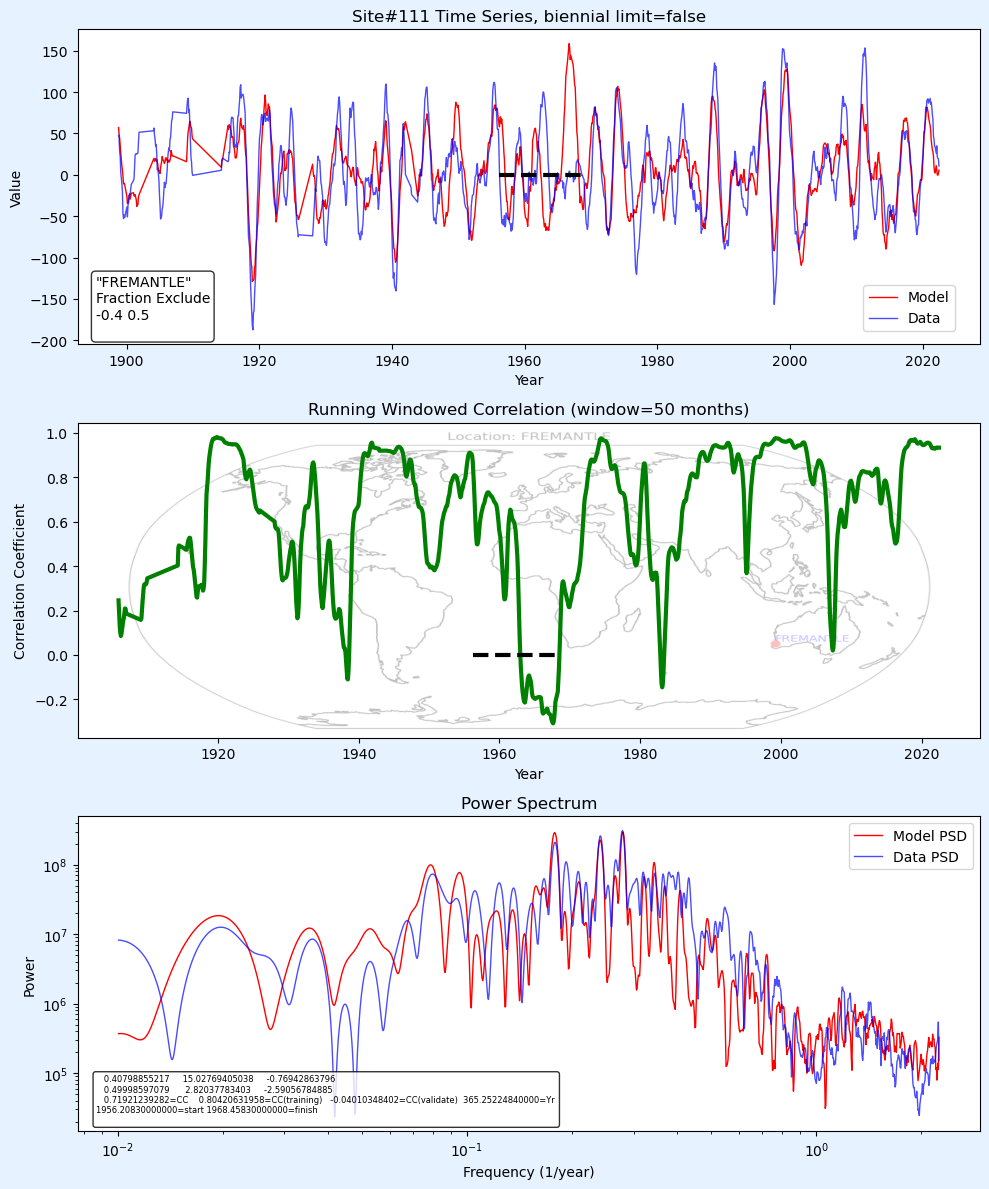 Site#111 Time Series, biennial limit=false
150
100
50
0
−50
−100
−150
−200
Value
"FREMANTLE"
Fraction Exclude
-0.4 0.5
Model
Data
1900 1920 1940 1960 1980 2000 2020
Year
Running Windowed Correlation (window=50 months)
Location: FREMANTLE
1.0
0.8
0.6
0.4
0.2
0.0
−0.2
Correlation Coefficient
FREMANTLE
1920 1940 1960 1980 2000 2020
Year
Power Spectrum
Model PSD
Data PSD
10⁸
10⁷
10⁶
10⁵
Power
0.40798855217 15.02769405038 -0.76942863796
0.49998597079 2.82037783403 -2.59056784885
0.71921239282=CC 0.80420631958=CC(training) -0.04010348402=CC(validate) 365.25224840000=Yr
1956.20830000000=start 1968.45830000000=finish
10⁻² 10⁻¹ 10⁰
Frequency (1/year)